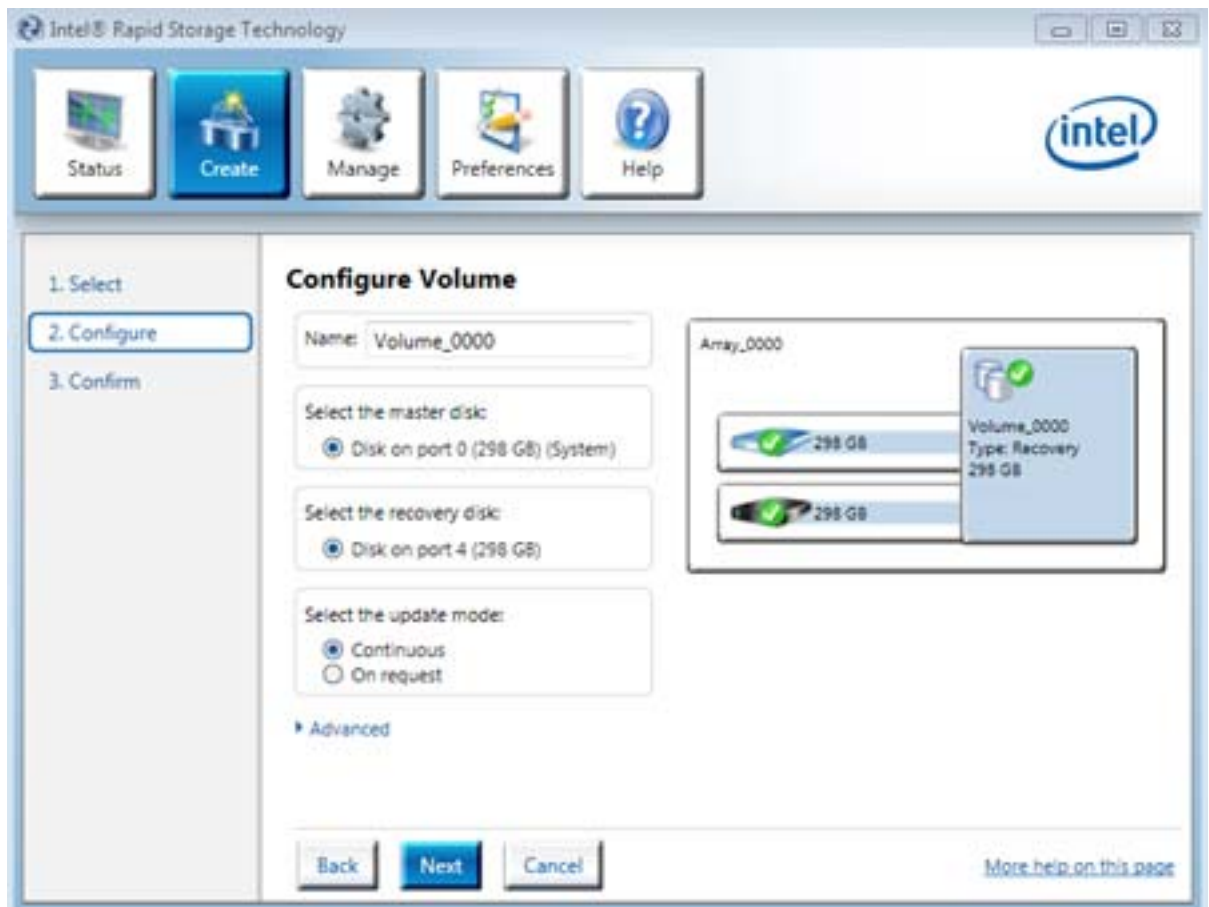 Intel® Rapid Storage Technology
Status
Create
Manage
Preferences
Help
intel
1. Select
2. Configure
3. Confirm
Configure Volume
Name: Volume_0000
Select the master disk:
Disk on port 0 (298 GB) (System)
Select the recovery disk:
Disk on port 4 (298 GB)
Select the update mode:
Continuous
On request
Advanced
Array_0000
298 GB
298 GB
Volume_0000
Type: Recovery
298 GB
Back
Next
Cancel
More help on this page